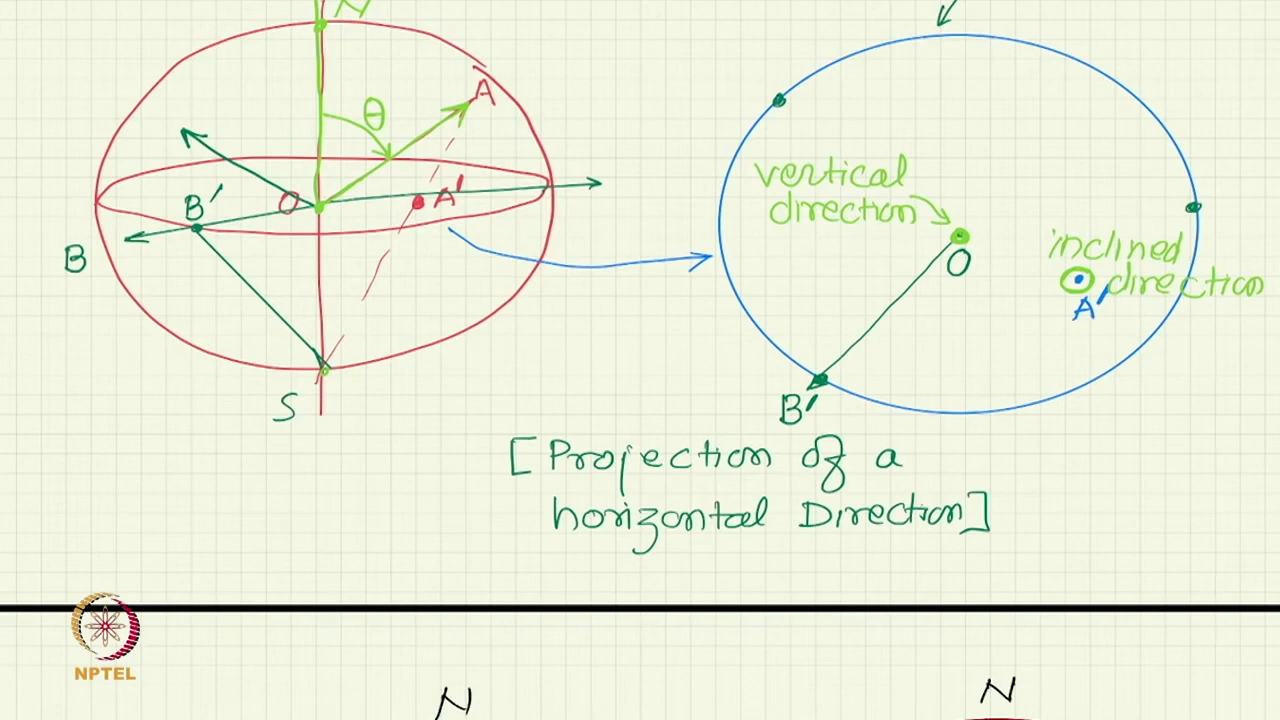 N
θ
A
B′
O
A′
B
S
vertical
direction
O
inclined
direction
A′
B′
[Projection of a
horizontal Direction]
NPTEL
N
N